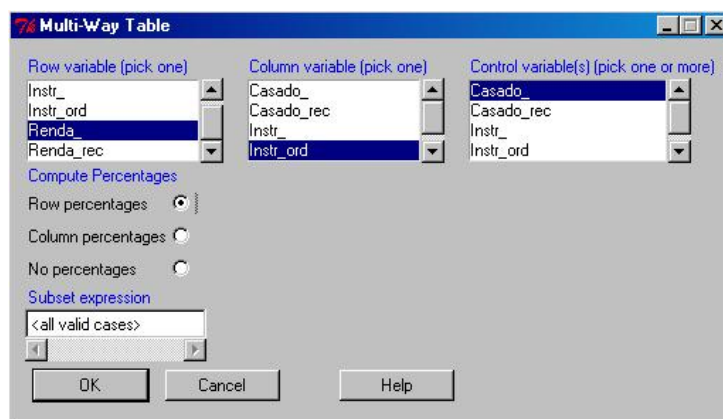 Multi-Way Table
Row variable (pick one)
Instr_
Instr_ord
Renda_
Renda_rec
Column variable (pick one)
Casado_
Casado_rec
Instr_
Instr_ord
Control variable(s) (pick one or more)
Casado_
Casado_rec
Instr_
Instr_ord
Compute Percentages
Row percentages
Column percentages
No percentages
Subset expression
<all valid cases>
OK Cancel Help